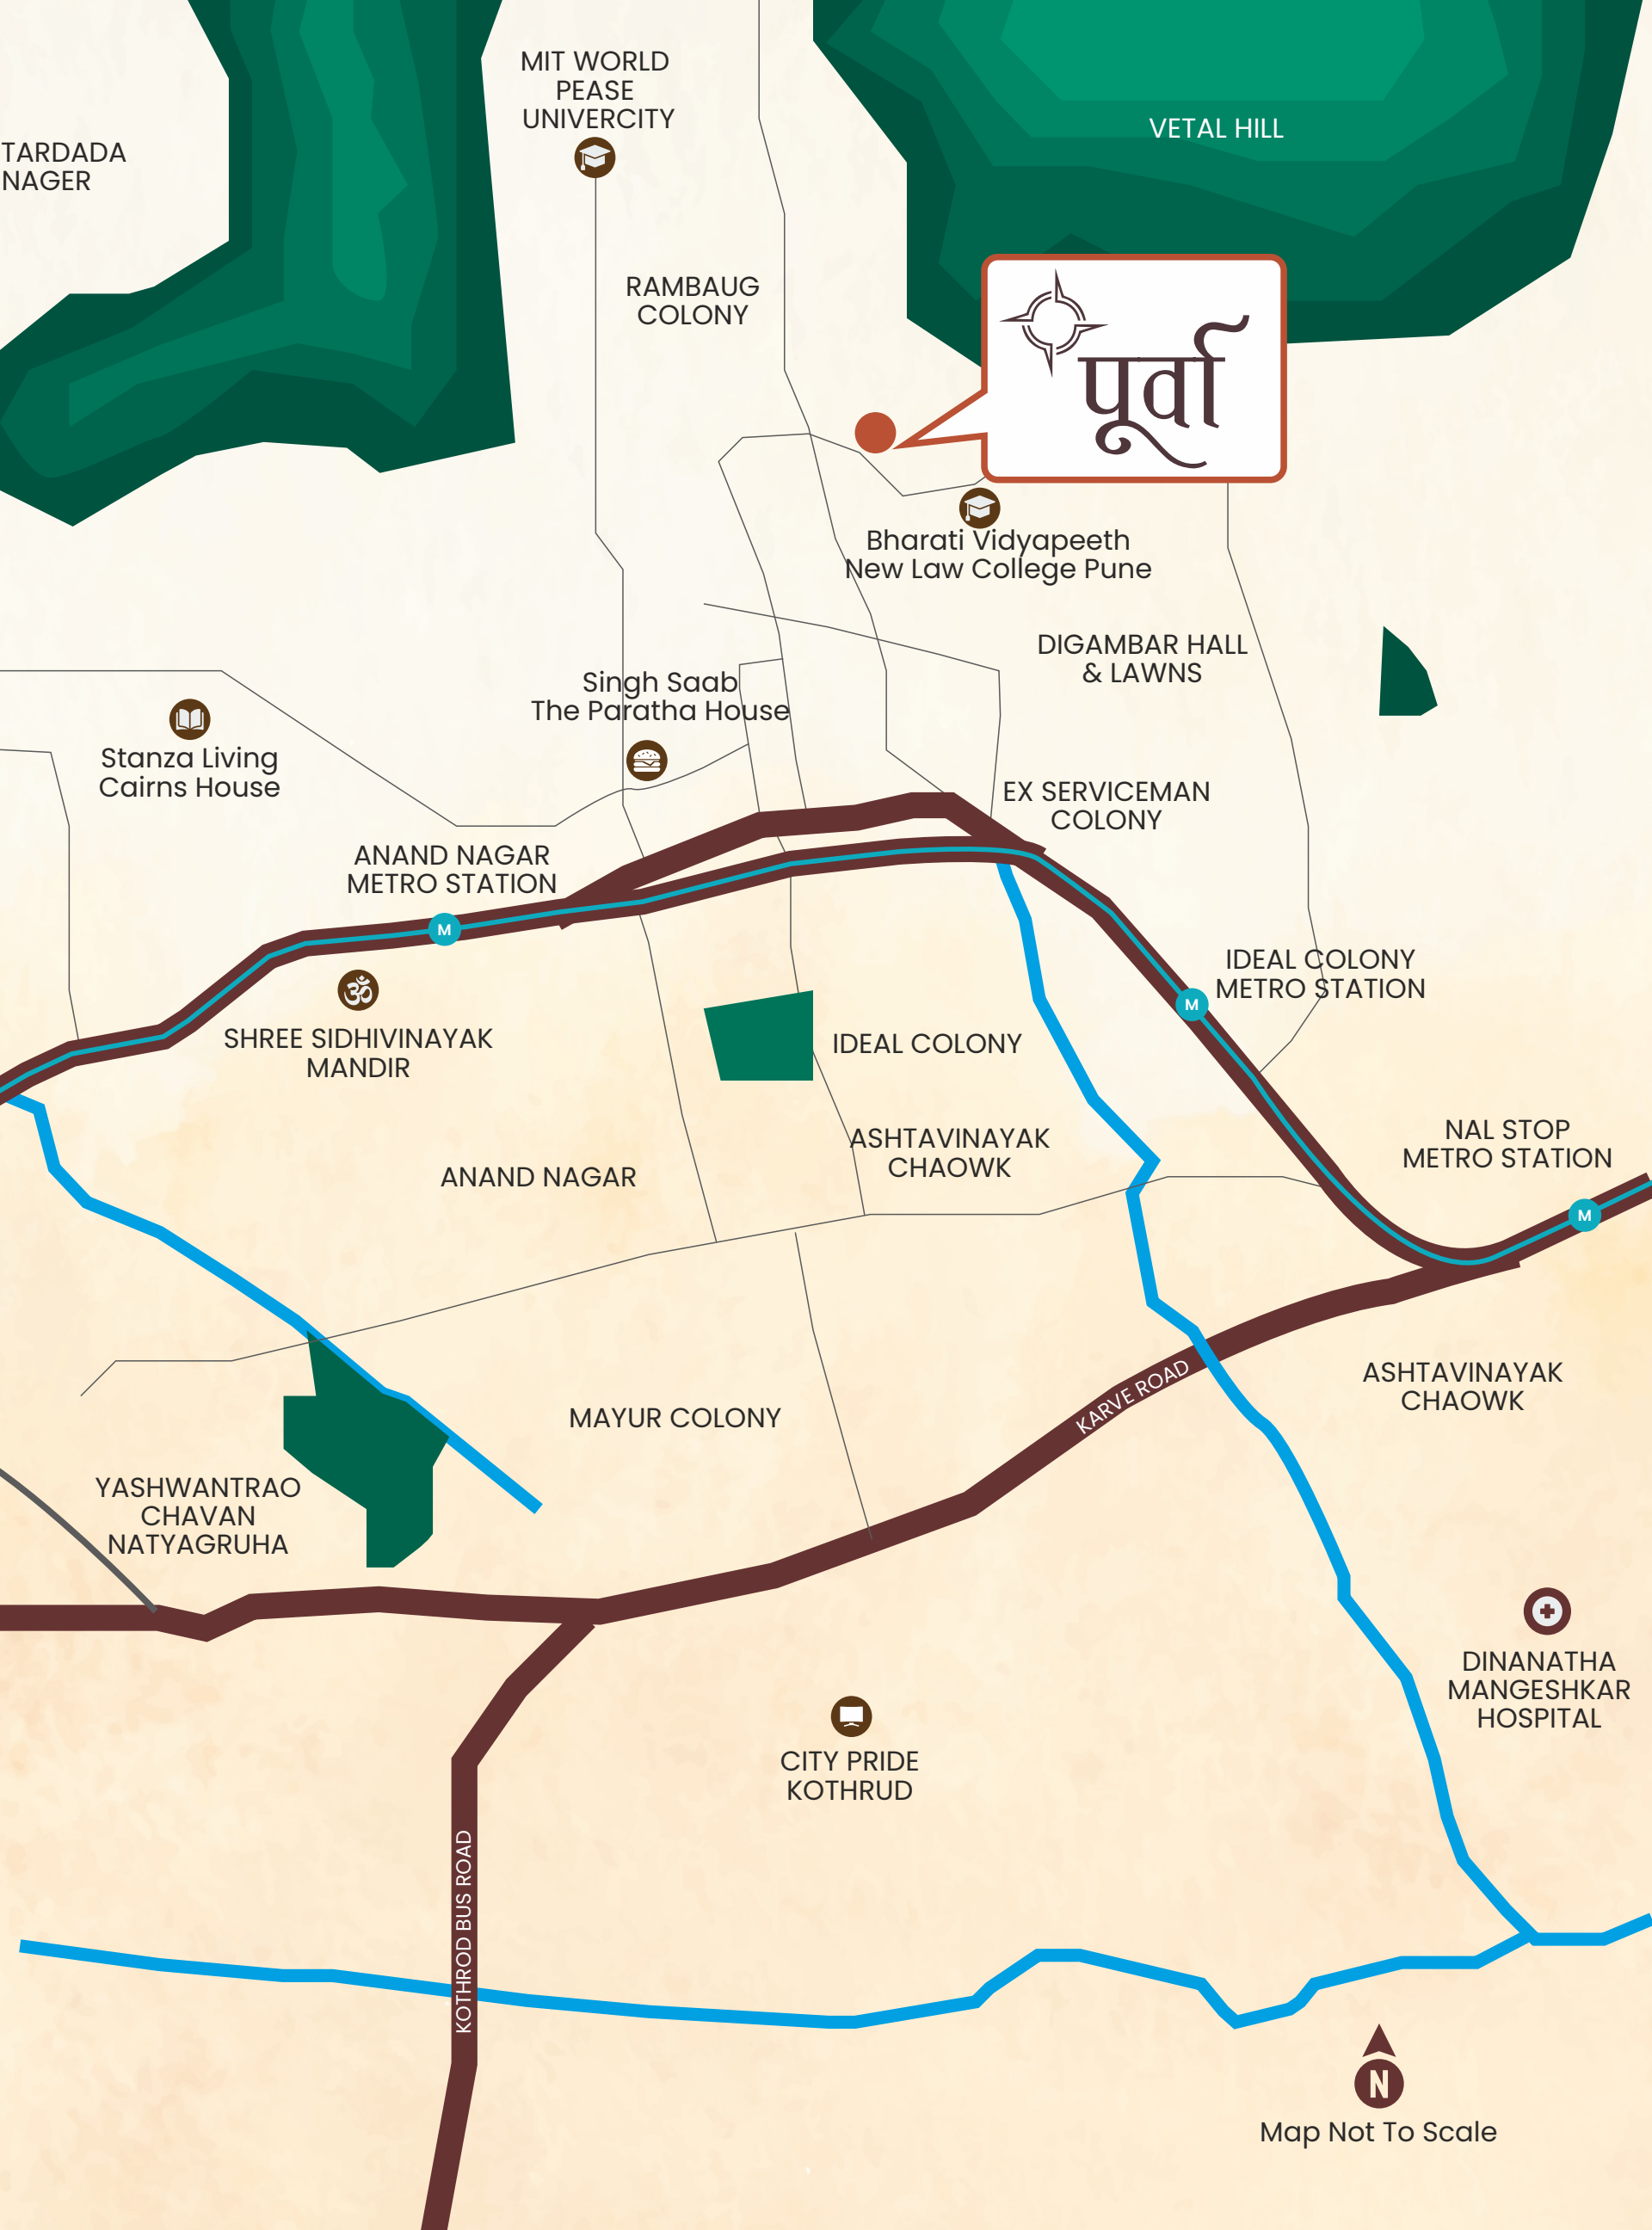 MIT WORLD
PEASE
UNIVERCITY
VETAL HILL
TARDADA
NAGER
RAMBAUG
COLONY
पूर्वा
Bharati Vidyapeeth
New Law College Pune
DIGAMBAR HALL
& LAWNS
Singh Saab
The Paratha House
Stanza Living
Cairns House
EX SERVICEMAN
COLONY
ANAND NAGAR
METRO STATION
M
IDEAL COLONY
METRO STATION
M
ॐ
SHREE SIDHIVINAYAK
MANDIR
IDEAL COLONY
ASHTAVINAYAK
CHAOWK
NAL STOP
METRO STATION
M
ANAND NAGAR
KARVE ROAD
ASHTAVINAYAK
CHAOWK
MAYUR COLONY
YASHWANTRAO
CHAVAN
NATYAGRUHA
DINANATHA
MANGESHKAR
HOSPITAL
CITY PRIDE
KOTHRUD
KOTHROD BUS ROAD
N
Map Not To Scale